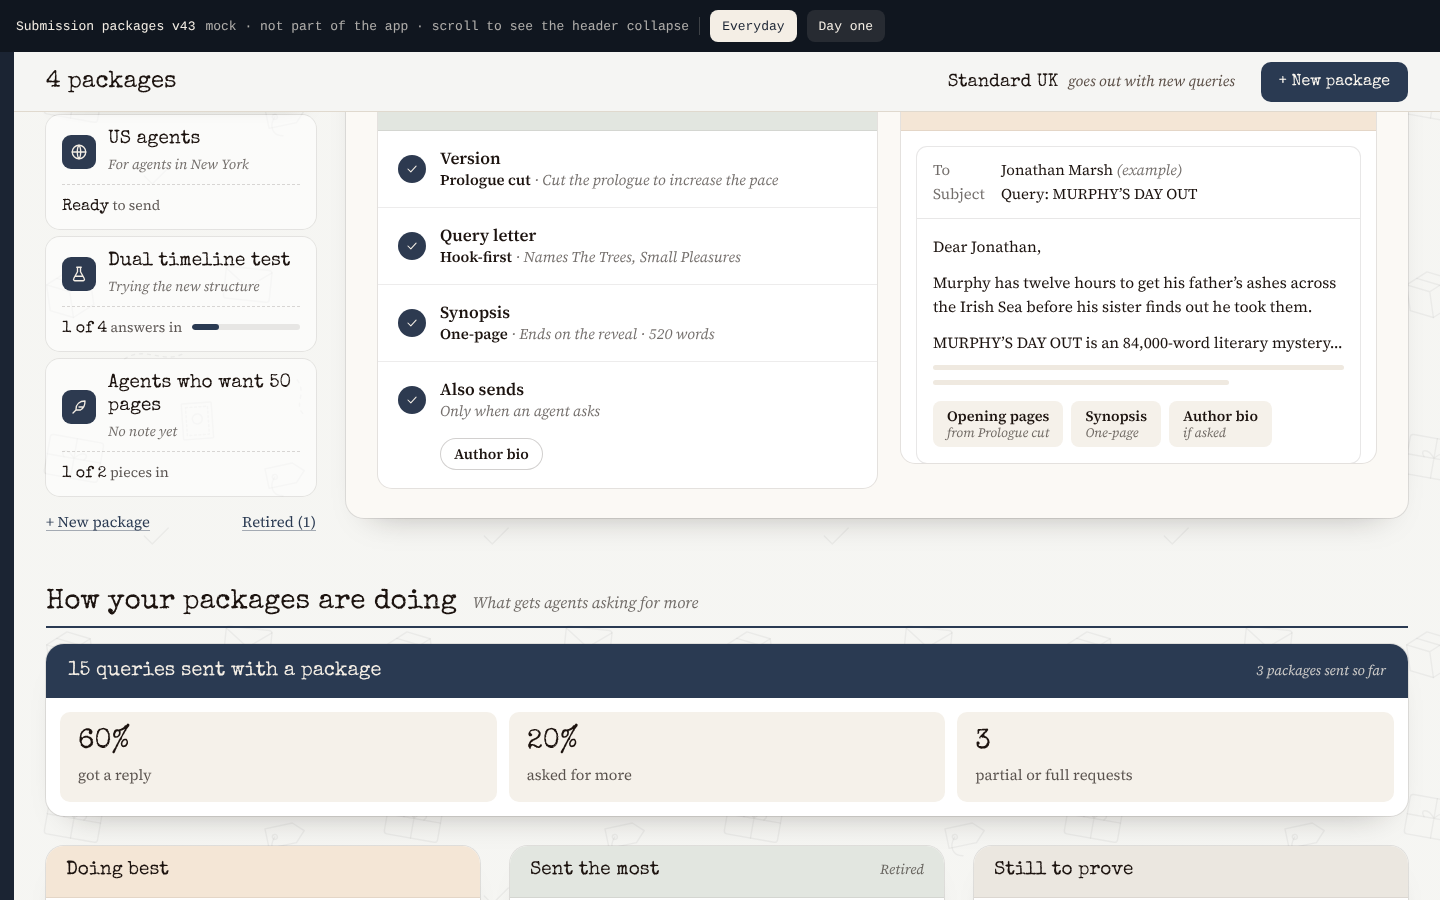 Submission packages v43 mock · not part of the app · scroll to see the header collapse
Everyday
Day one
4 packages
Standard UK goes out with new queries
+ New package
US agents
For agents in New York
Ready to send
Dual timeline test
Trying the new structure
1 of 4 answers in
Agents who want 50
pages
No note yet
1 of 2 pieces in
+ New package
Retired (1)
Version
Prologue cut · Cut the prologue to increase the pace
Query letter
Hook-first · Names The Trees, Small Pleasures
Synopsis
One-page · Ends on the reveal · 520 words
Also sends
Only when an agent asks
Author bio
To Jonathan Marsh (example)
Subject Query: MURPHY’S DAY OUT
Dear Jonathan,
Murphy has twelve hours to get his father’s ashes across
the Irish Sea before his sister finds out he took them.
MURPHY’S DAY OUT is an 84,000-word literary mystery…
Opening pages
from Prologue cut
Synopsis
One-page
Author bio
if asked
How your packages are doing What gets agents asking for more
15 queries sent with a package
3 packages sent so far
60%
got a reply
20%
asked for more
3
partial or full requests
Doing best
Sent the most
Retired
Still to prove